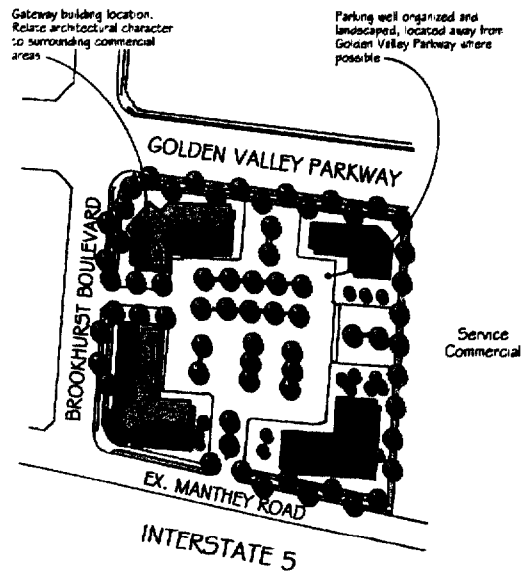 Gateway building location.
Relate architectural character
to surrounding commercial
areas
Parking well organized and
landscaped, located away from
Golden Valley Parkway where
possible
GOLDEN VALLEY PARKWAY
BROOKHURST BOULEVARD
Service
Commercial
EX. MANTHEY ROAD
INTERSTATE 5